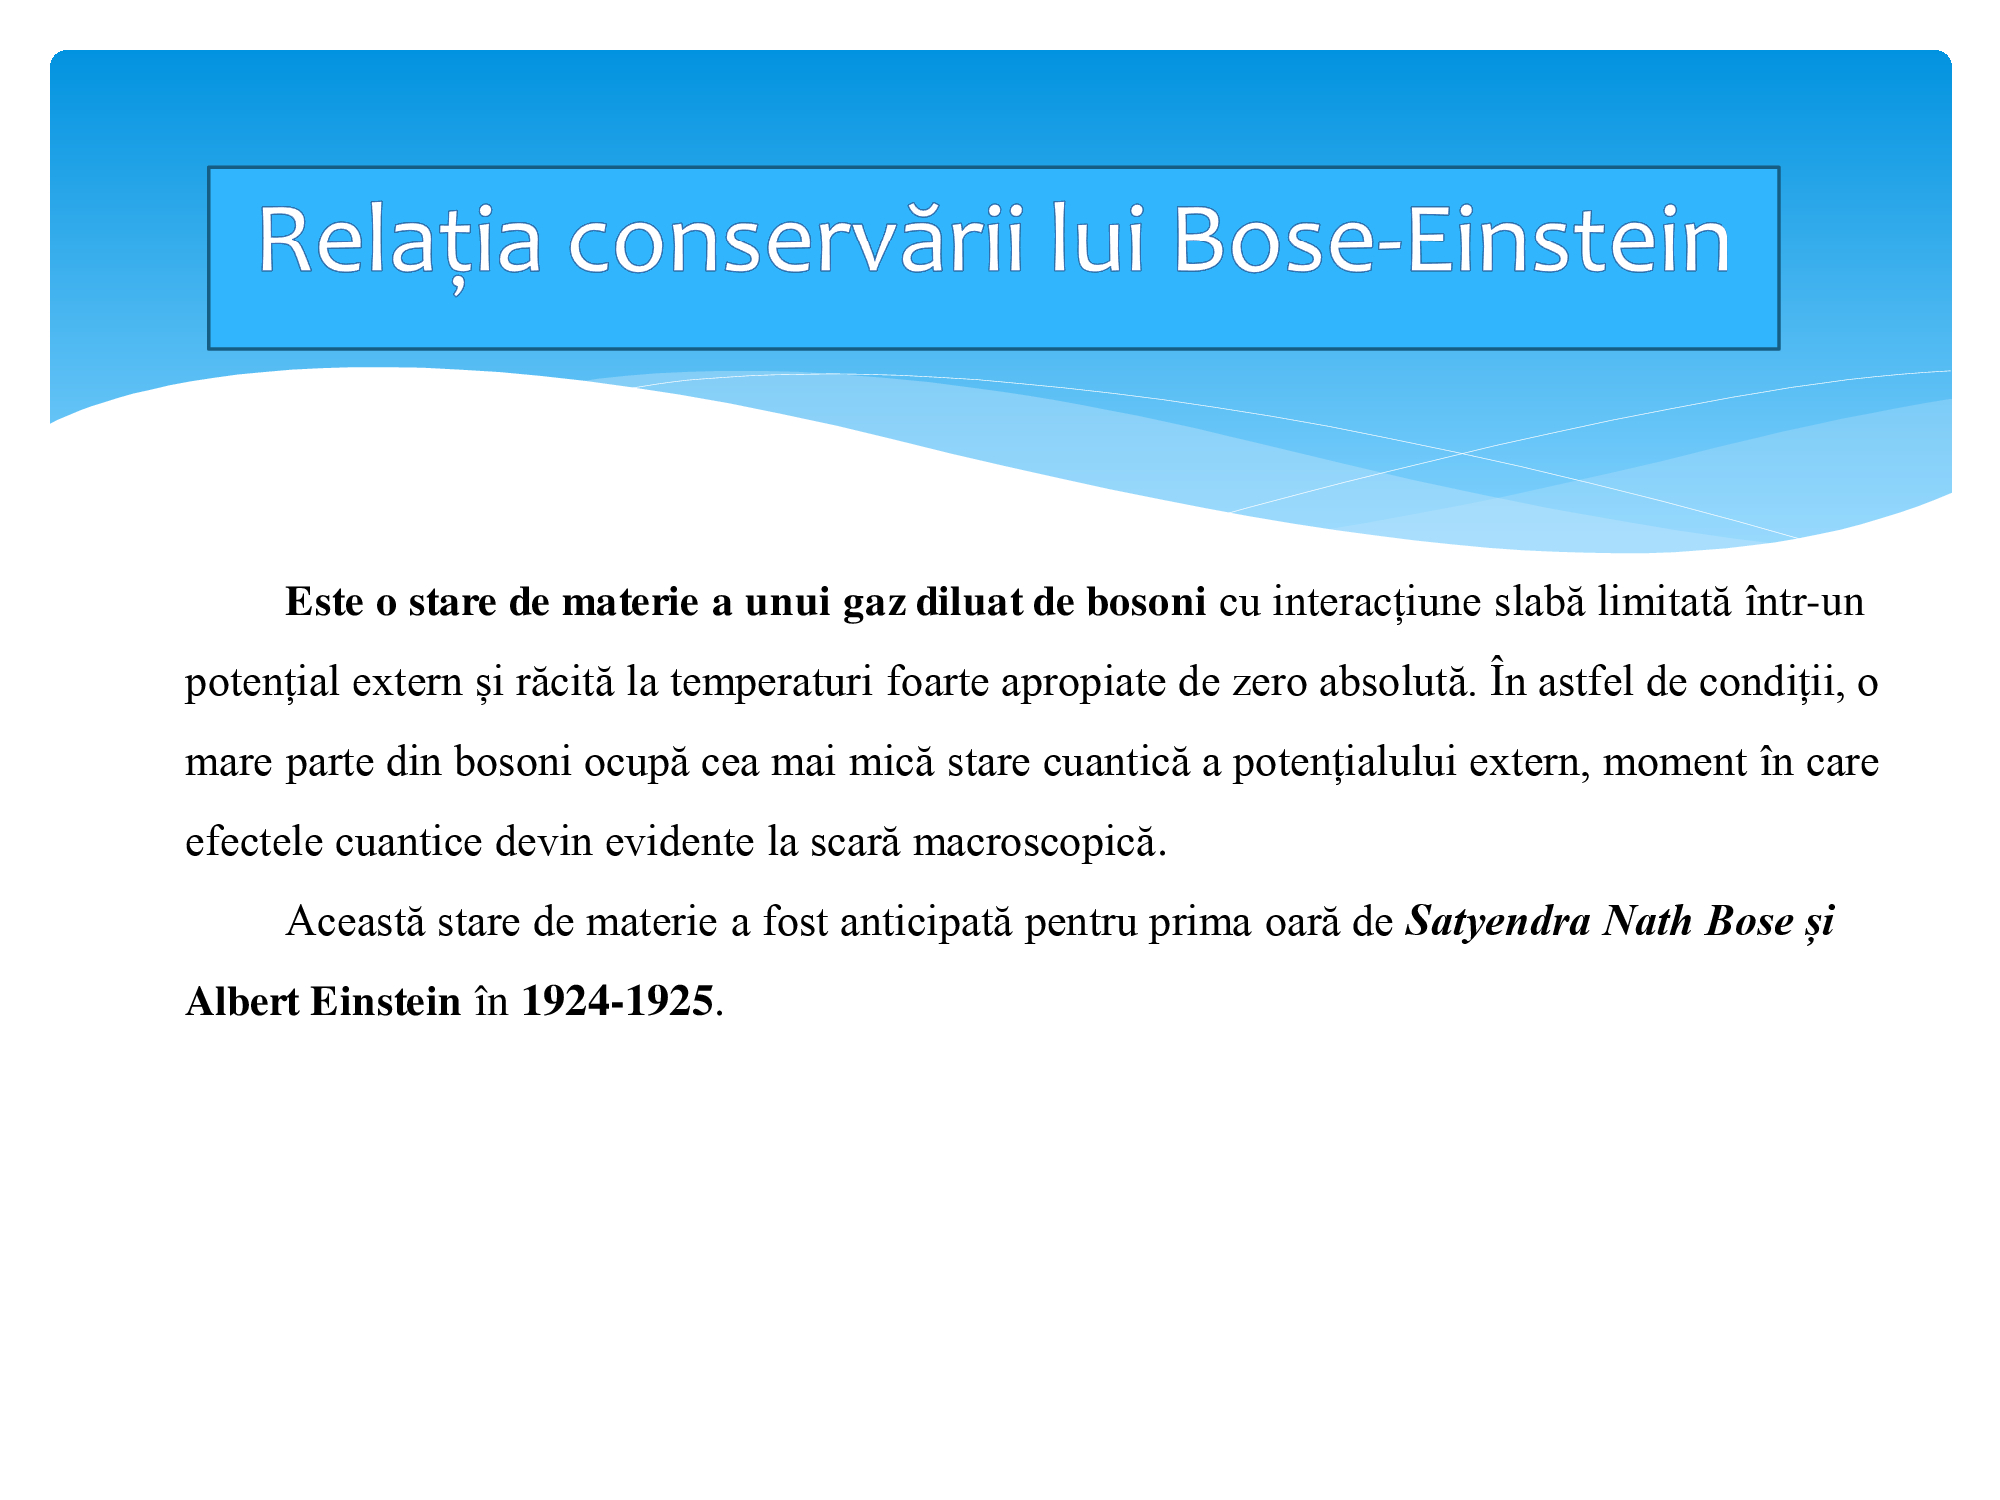 Relația conservării lui Bose-Einstein
Este o stare de materie a unui gaz diluat de bosoni cu interacțiune slabă limitată într-un
potențial extern și răcită la temperaturi foarte apropiate de zero absolută. În astfel de condiții, o
mare parte din bosoni ocupă cea mai mică stare cuantică a potențialului extern, moment în care
efectele cuantice devin evidente la scară macroscopică.
Această stare de materie a fost anticipată pentru prima oară de Satyendra Nath Bose și
Albert Einstein în 1924-1925.